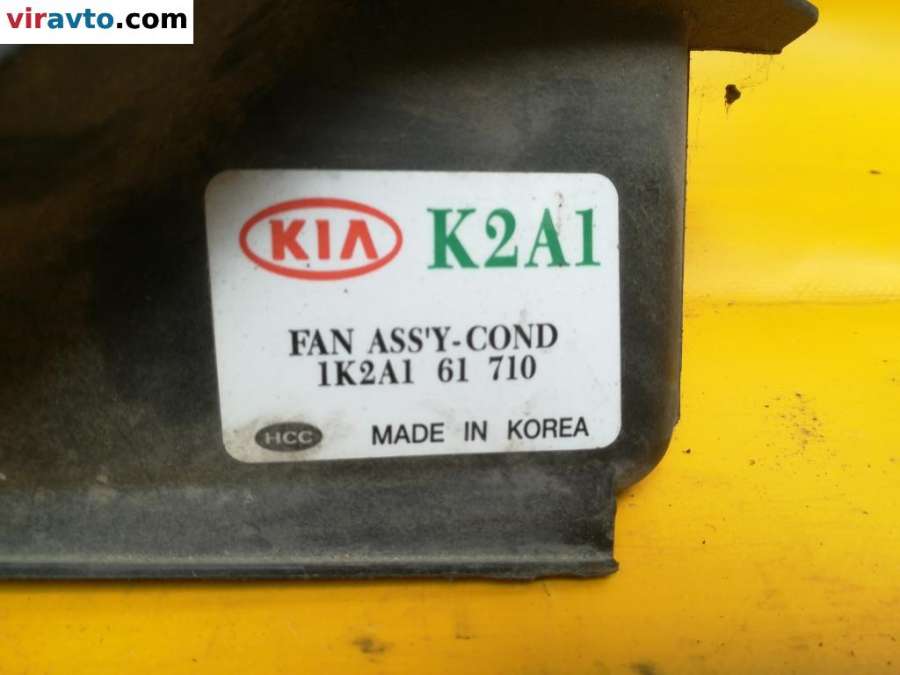 viravto.com
KIA K2A1
FAN ASS'Y-COND
1K2A1 61 710
HCC MADE IN KOREA